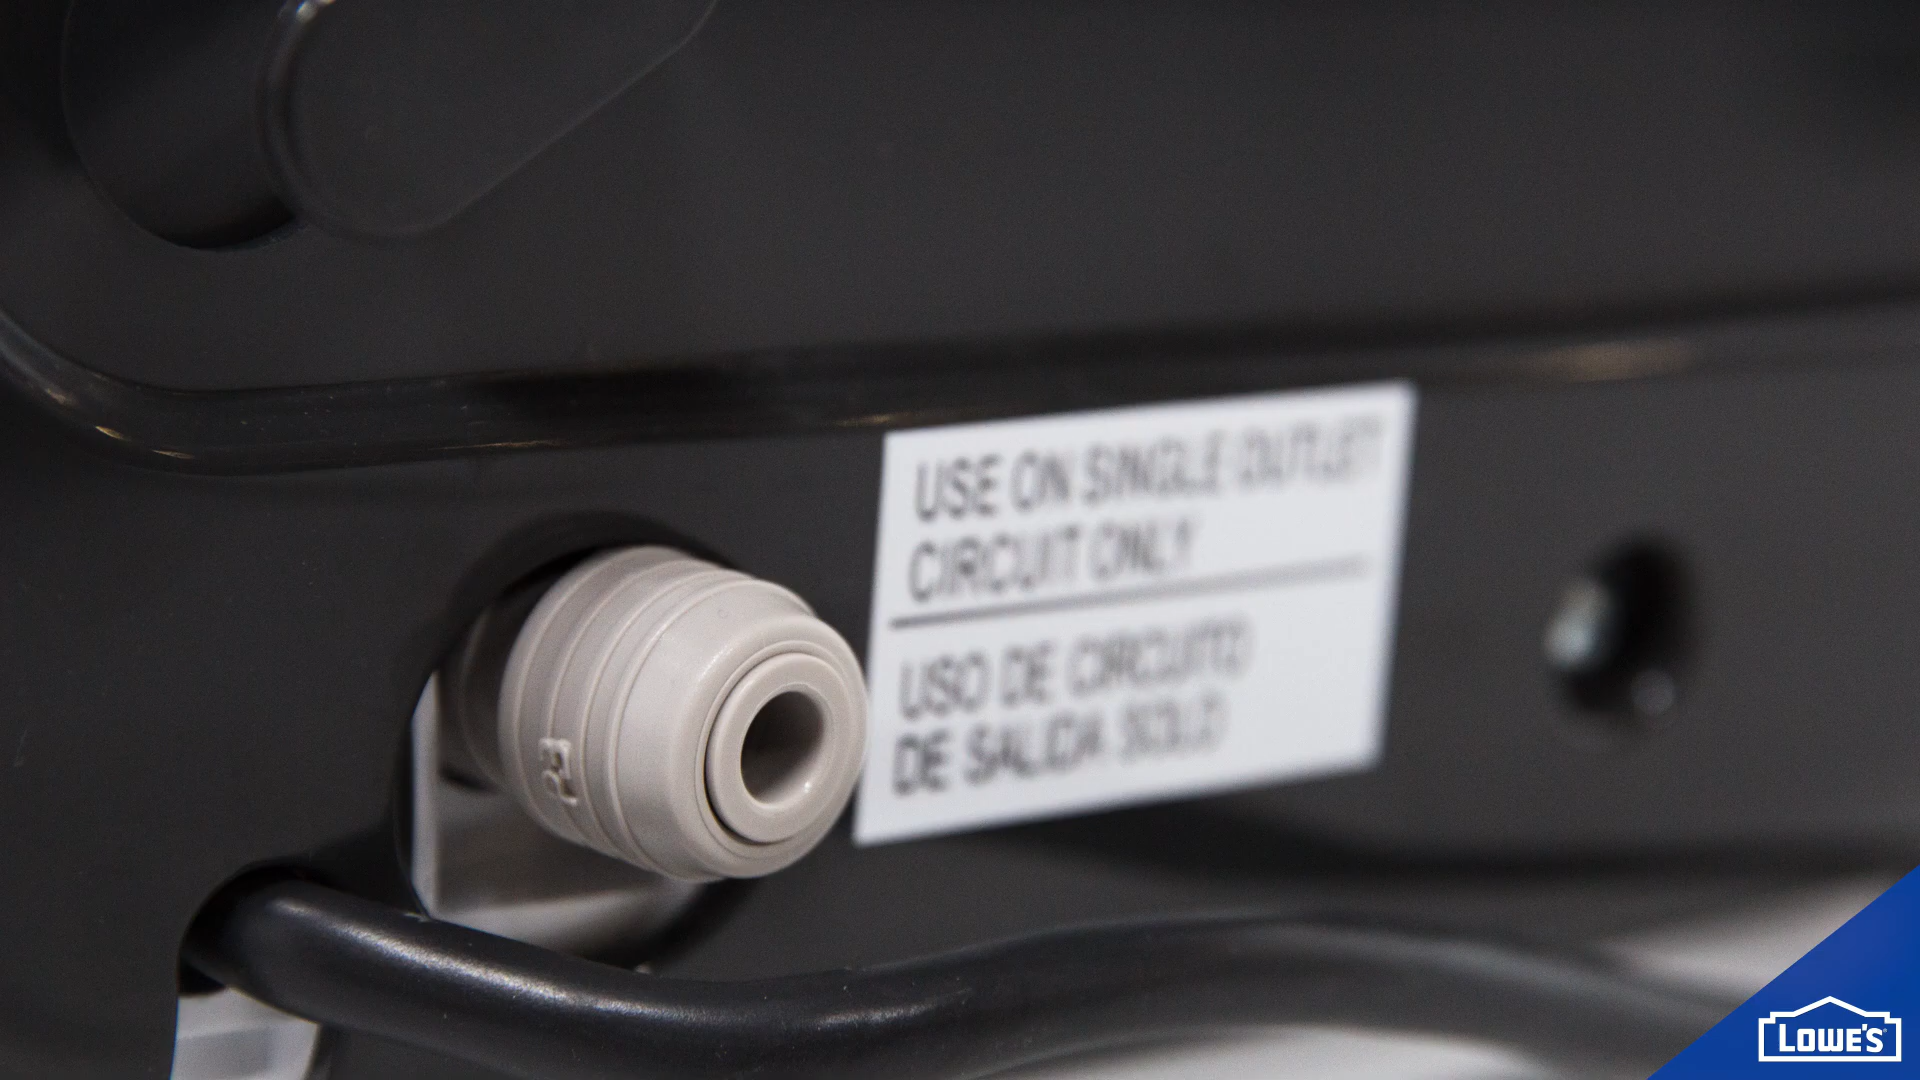 USE ON SINGLE OUTLET
CIRCUIT ONLY
USO DE CIRCUITO
DE SALIDA SOLO
LOWE'S